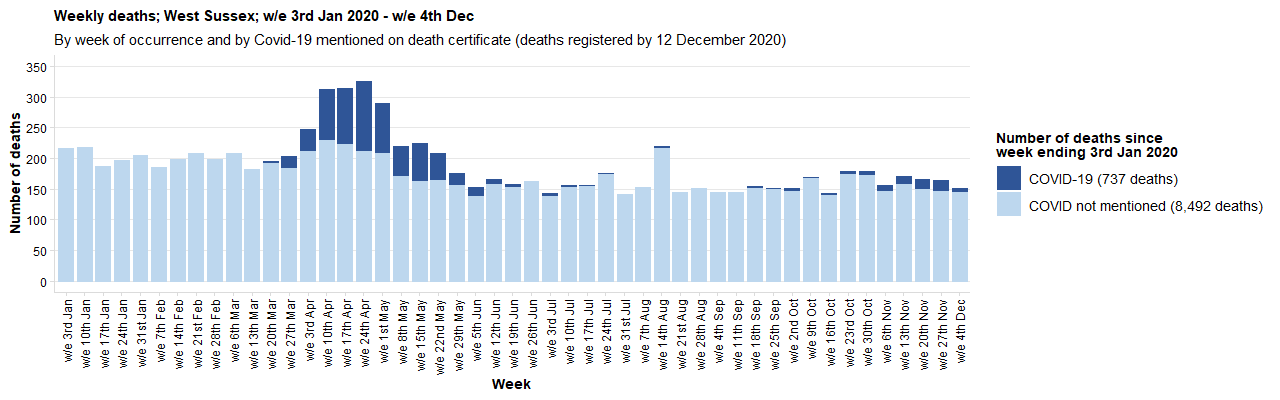 Weekly deaths; West Sussex; w/e 3rd Jan 2020 - w/e 4th Dec
By week of occurrence and by Covid-19 mentioned on death certificate (deaths registered by 12 December 2020)
Number of deaths
350
300
250
200
150
100
50
0
w/e 3rd Jan
w/e 10th Jan
w/e 17th Jan
w/e 24th Jan
w/e 31st Jan
w/e 7th Feb
w/e 14th Feb
w/e 21st Feb
w/e 28th Feb
w/e 6th Mar
w/e 13th Mar
w/e 20th Mar
w/e 27th Mar
w/e 3rd Apr
w/e 10th Apr
w/e 17th Apr
w/e 24th Apr
w/e 1st May
w/e 8th May
w/e 15th May
w/e 22nd May
w/e 29th May
w/e 5th Jun
w/e 12th Jun
w/e 19th Jun
w/e 26th Jun
w/e 3rd Jul
w/e 10th Jul
w/e 17th Jul
w/e 24th Jul
w/e 31st Jul
w/e 7th Aug
w/e 14th Aug
w/e 21st Aug
w/e 28th Aug
w/e 4th Sep
w/e 11th Sep
w/e 18th Sep
w/e 25th Sep
w/e 2nd Oct
w/e 9th Oct
w/e 16th Oct
w/e 23rd Oct
w/e 30th Oct
w/e 6th Nov
w/e 13th Nov
w/e 20th Nov
w/e 27th Nov
w/e 4th Dec
Week
Number of deaths since
week ending 3rd Jan 2020
COVID-19 (737 deaths)
COVID not mentioned (8,492 deaths)